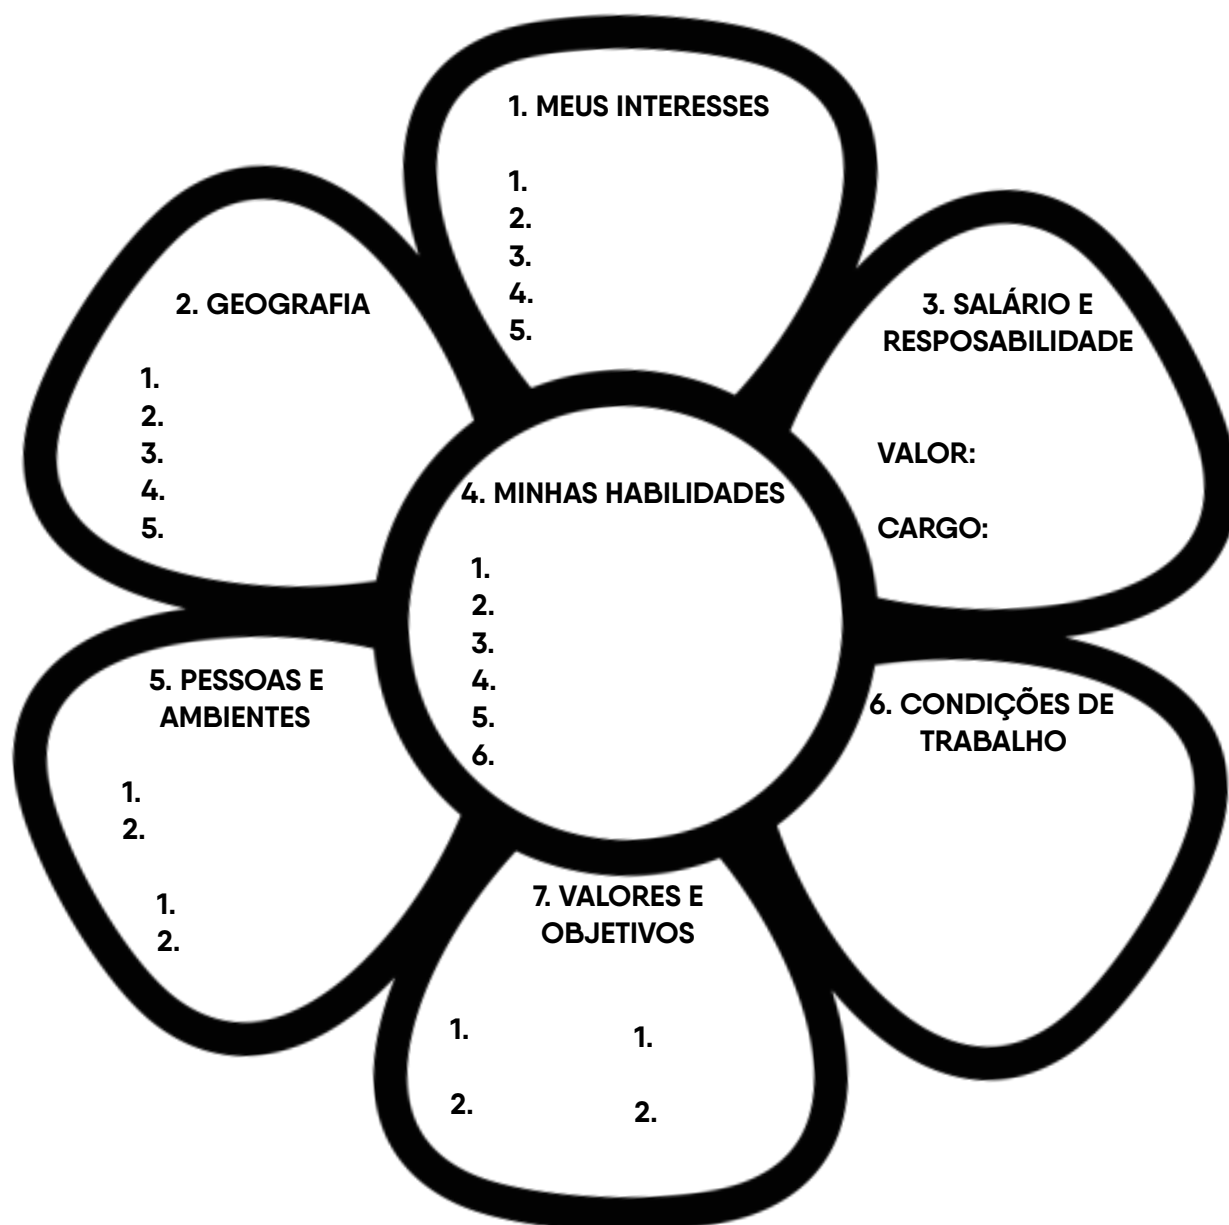 1. MEUS INTERESSES
1.
2.
3.
4.
5.
2. GEOGRAFIA
1.
2.
3.
4.
5.
3. SALÁRIO E
RESPOSABILIDADE
VALOR:
CARGO:
4. MINHAS HABILIDADES
1.
2.
3.
4.
5.
6.
5. PESSOAS E
AMBIENTES
1.
2.
1.
2.
6. CONDIÇÕES DE
TRABALHO
7. VALORES E
OBJETIVOS
1.
2.
1.
2.